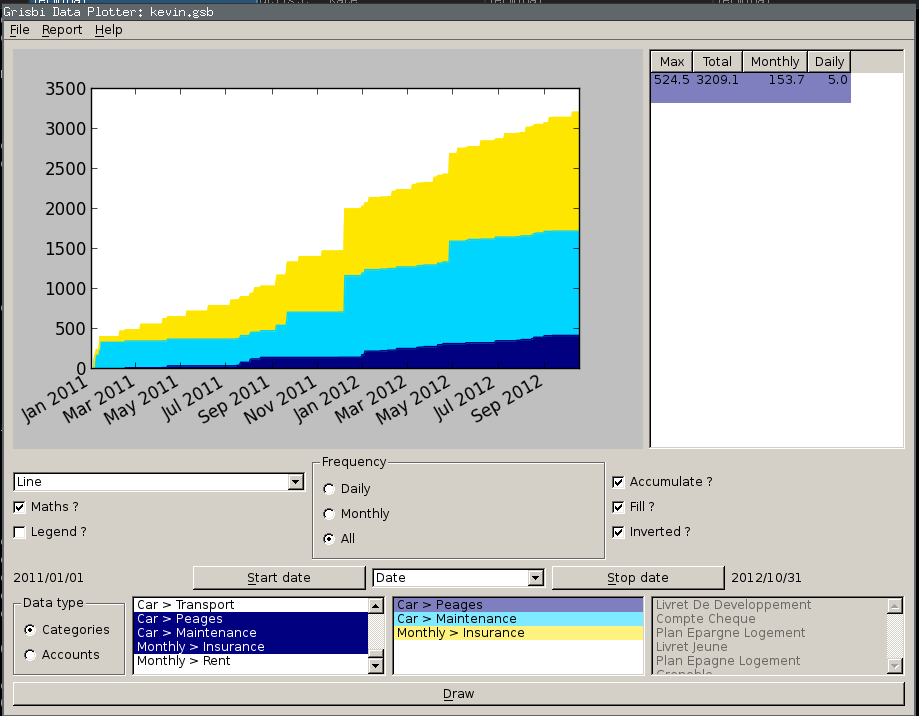 Grisbi Data Plotter: kevin.gsb
File Report Help
3500
3000
2500
2000
1500
1000
500
0
Jan 2011
Mar 2011
May 2011
Jul 2011
Sep 2011
Nov 2011
Jan 2012
Mar 2012
May 2012
Jul 2012
Sep 2012
Max Total Monthly Daily
524.5 3209.1 153.7 5.0
Line
Maths ?
Legend ?
Frequency
Daily
Monthly
All
Accumulate ?
Fill ?
Inverted ?
2011/01/01 Start date Date Stop date 2012/10/31
Data type
Categories
Accounts
Car > Transport
Car > Peages
Car > Maintenance
Monthly > Insurance
Monthly > Rent
Car > Peages
Car > Maintenance
Monthly > Insurance
Livret De Developpement
Compte Cheque
Plan Epargne Logement
Livret Jeune
Plan Epagne Logement
Draw